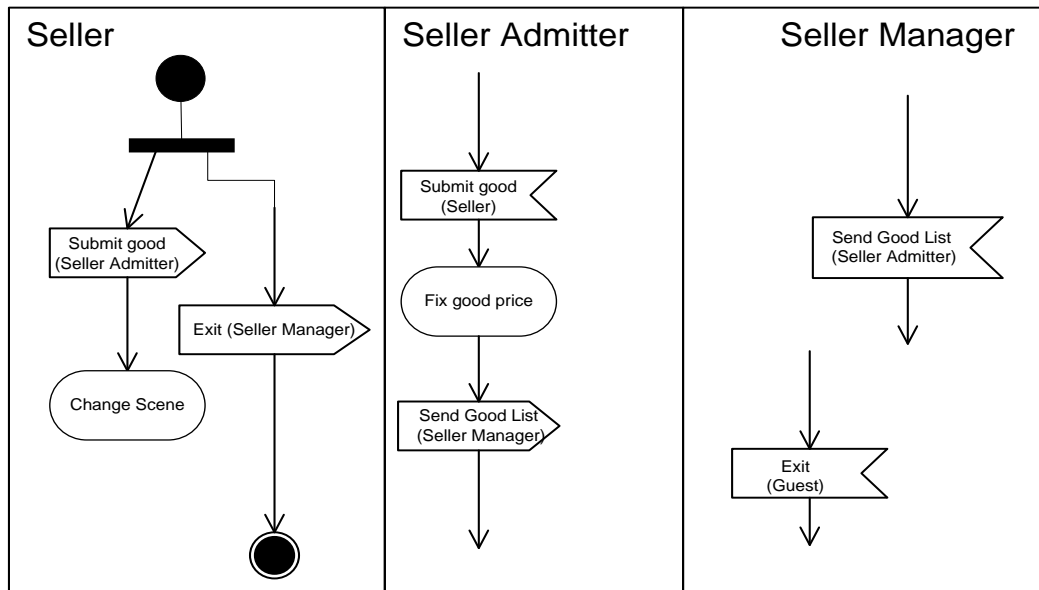 Seller
Submit good
(Seller Admitter)
Exit (Seller Manager)
Change Scene
Seller Admitter
Submit good
(Seller)
Fix good price
Send Good List
(Seller Manager)
Seller Manager
Send Good List
(Seller Admitter)
Exit
(Guest)